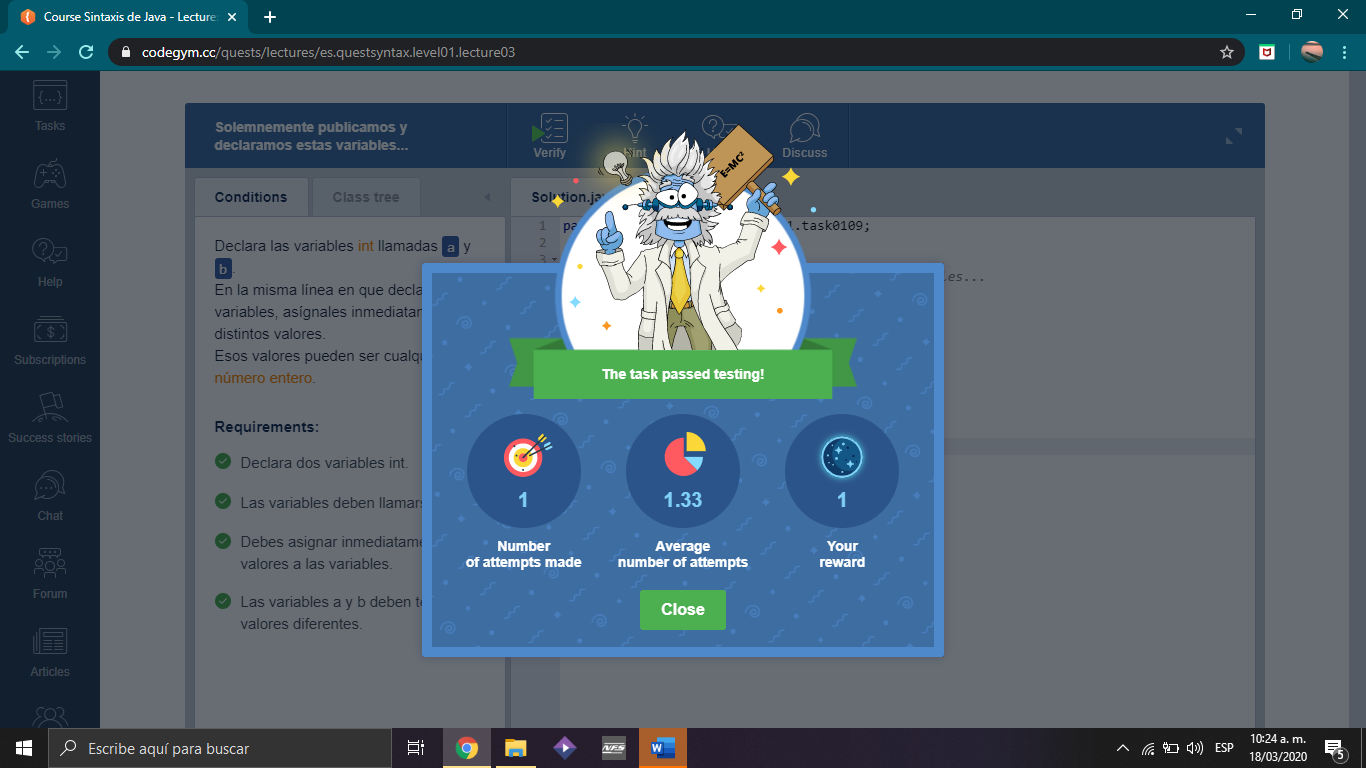 Course Sintaxis de Java - Lecture:
codegym.cc/quests/lectures/es.questsyntax.level01.lecture03
{...}
Tasks
Games
Help
Subscriptions
Success stories
Chat
Forum
Articles
Solemnemente publicamos y
declaramos estas variables...
Verify
Hint
Discuss
Conditions
Class tree
Solution.ja
Declara las variables int llamadas a y
b.
En la misma línea en que decla
variables, asígnales inmediatar
distintos valores.
Esos valores pueden ser cualqu
número entero.
Requirements:
Declara dos variables int.
Las variables deben llamars
Debes asignar inmediatame
valores a las variables.
Las variables a y b deben te
valores diferentes.
1 pa 1.task0109;
2
3
es...
E=MC²
The task passed testing!
1
Number
of attempts made
1.33
Average
number of attempts
1
Your
reward
Close
Escribe aquí para buscar
NFS
W
ESP
10:24 a. m.
18/03/2020
5